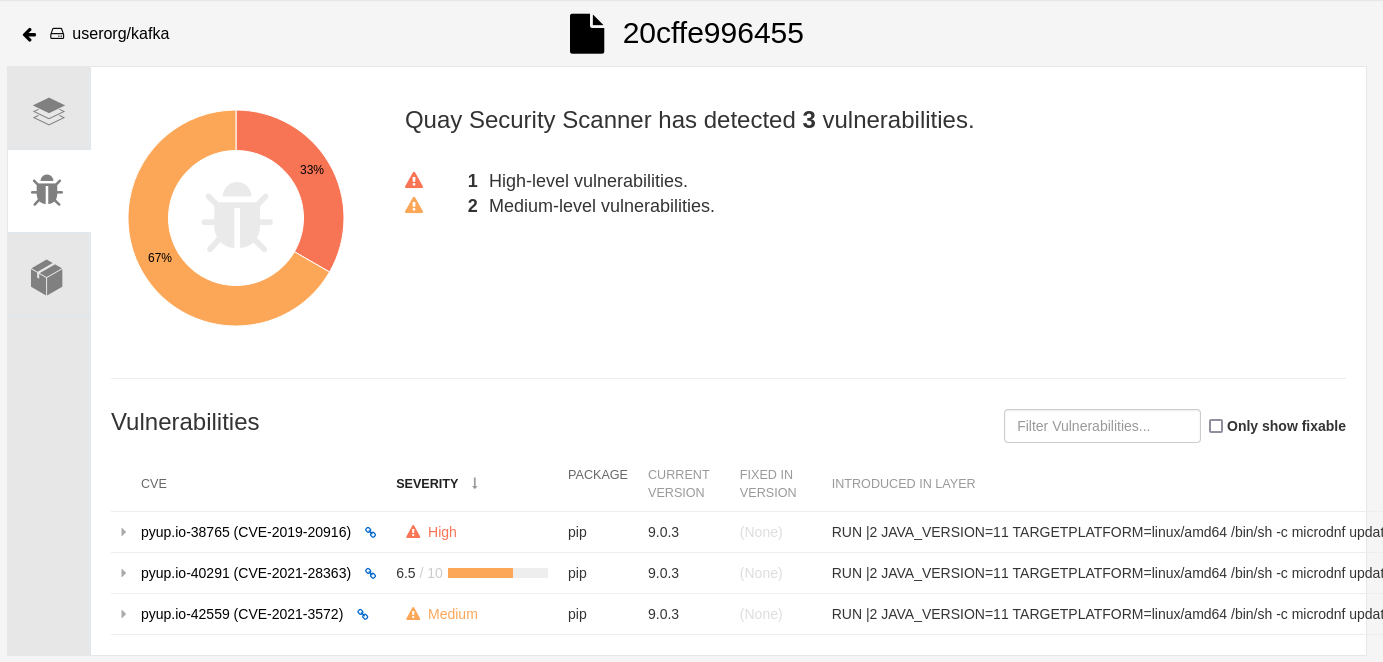 userorg/kafka
20cffe996455
33%
67%
Quay Security Scanner has detected 3 vulnerabilities.
1 High-level vulnerabilities.
2 Medium-level vulnerabilities.
Vulnerabilities
Filter Vulnerabilities...
Only show fixable
CVE SEVERITY PACKAGE CURRENT VERSION FIXED IN VERSION INTRODUCED IN LAYER
pyup.io-38765 (CVE-2019-20916) High pip 9.0.3 (None) RUN |2 JAVA_VERSION=11 TARGETPLATFORM=linux/amd64 /bin/sh -c microdnf updat
pyup.io-40291 (CVE-2021-28363) 6.5 / 10 pip 9.0.3 (None) RUN |2 JAVA_VERSION=11 TARGETPLATFORM=linux/amd64 /bin/sh -c microdnf updat
pyup.io-42559 (CVE-2021-3572) Medium pip 9.0.3 (None) RUN |2 JAVA_VERSION=11 TARGETPLATFORM=linux/amd64 /bin/sh -c microdnf updat